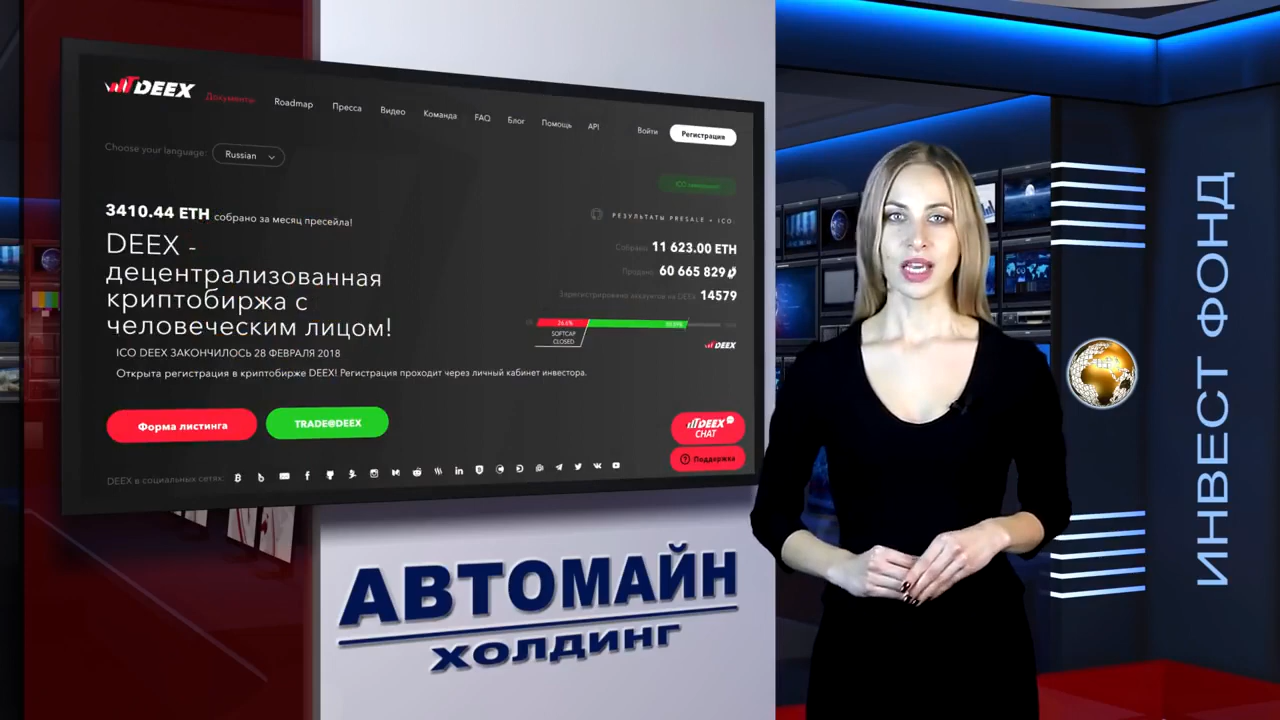 DEEX
Документы Roadmap Пресса Видео Команда FAQ Блог Помощь API Войти Регистрация
Choose your language: Russian
ICO
3410.44 ETH собрано за месяц пресейла!
РЕЗУЛЬТАТЫ PRESALE + ICO
Собрано 11 623.00 ETH
Продано 60 665 829
Зарегистрировано аккаунтов на DEEX 14579
DEEX -
децентрализованная
криптобиржа с
человеческим лицом!
SOFTCAP
CLOSED
DEEX
ICO DEEX ЗАКОНЧИЛОСЬ 28 ФЕВРАЛЯ 2018
Открыта регистрация в криптобирже DEEX! Регистрация проходит через личный кабинет инвестора.
Форма листинга
TRADE@DEEX
DEEX
CHAT
Поддержка
DEEX в социальных сетях:
АВТОМАЙН
ХОЛДИНГ
ИНВЕСТ ФОНД